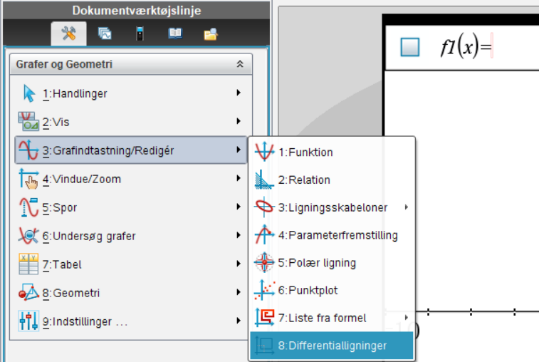 Dokumentværktøjslinje
Grafer og Geometri
1:Handlinger
2:Vis
3:Grafindtastning/Redigér
4:Vindue/Zoom
5:Spor
6:Undersøg grafer
7:Tabel
8:Geometri
9:Indstillinger ...
1:Funktion
2:Relation
3:Ligningsskabeloner
4:Parameterfremstilling
5:Polær ligning
6:Punktplot
7:Liste fra formel
8:Differentialligninger
f1(x)=